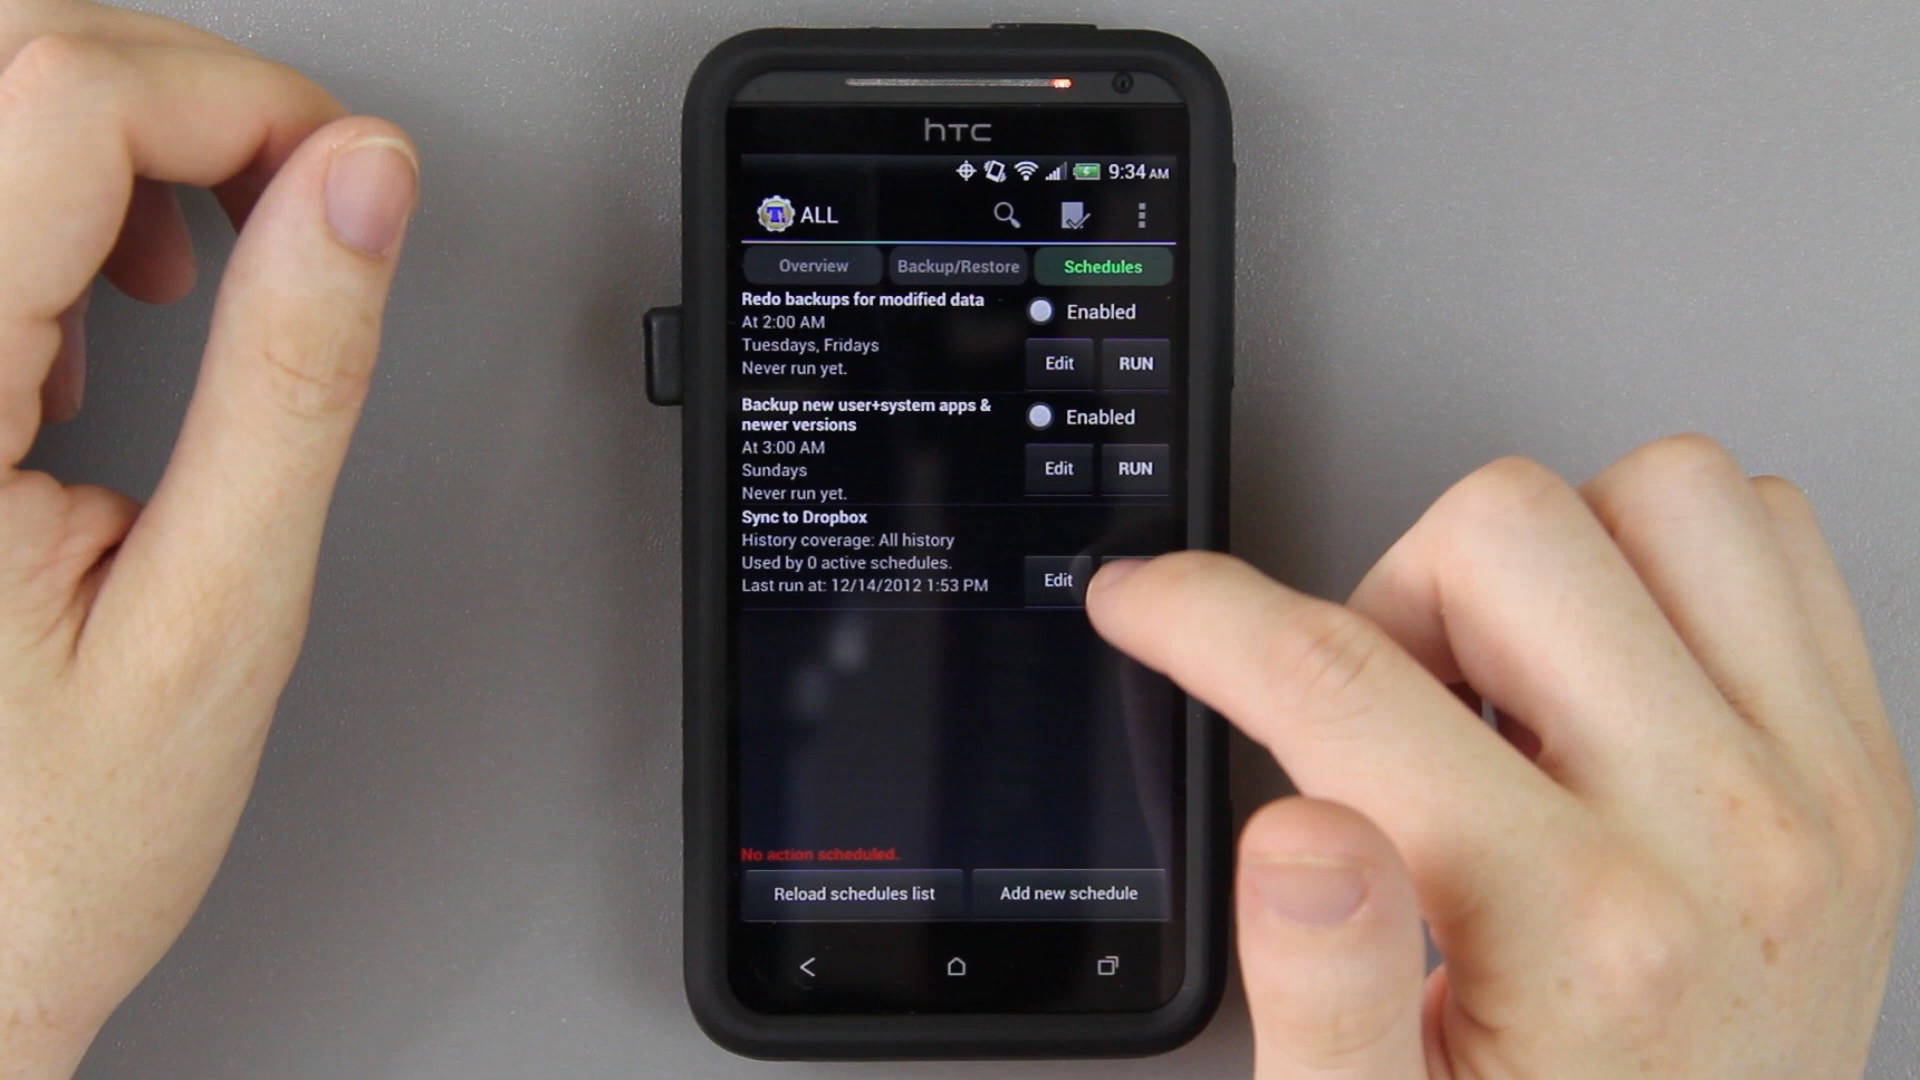 hTC
9:34 AM
ALL
Overview Backup/Restore Schedules
Redo backups for modified data
At 2:00 AM
Tuesdays, Fridays
Never run yet.
Enabled
Edit RUN
Backup new user+system apps &
newer versions
At 3:00 AM
Sundays
Never run yet.
Enabled
Edit RUN
Sync to Dropbox
History coverage: All history
Used by 0 active schedules.
Last run at: 12/14/2012 1:53 PM
Edit
No action scheduled.
Reload schedules list Add new schedule